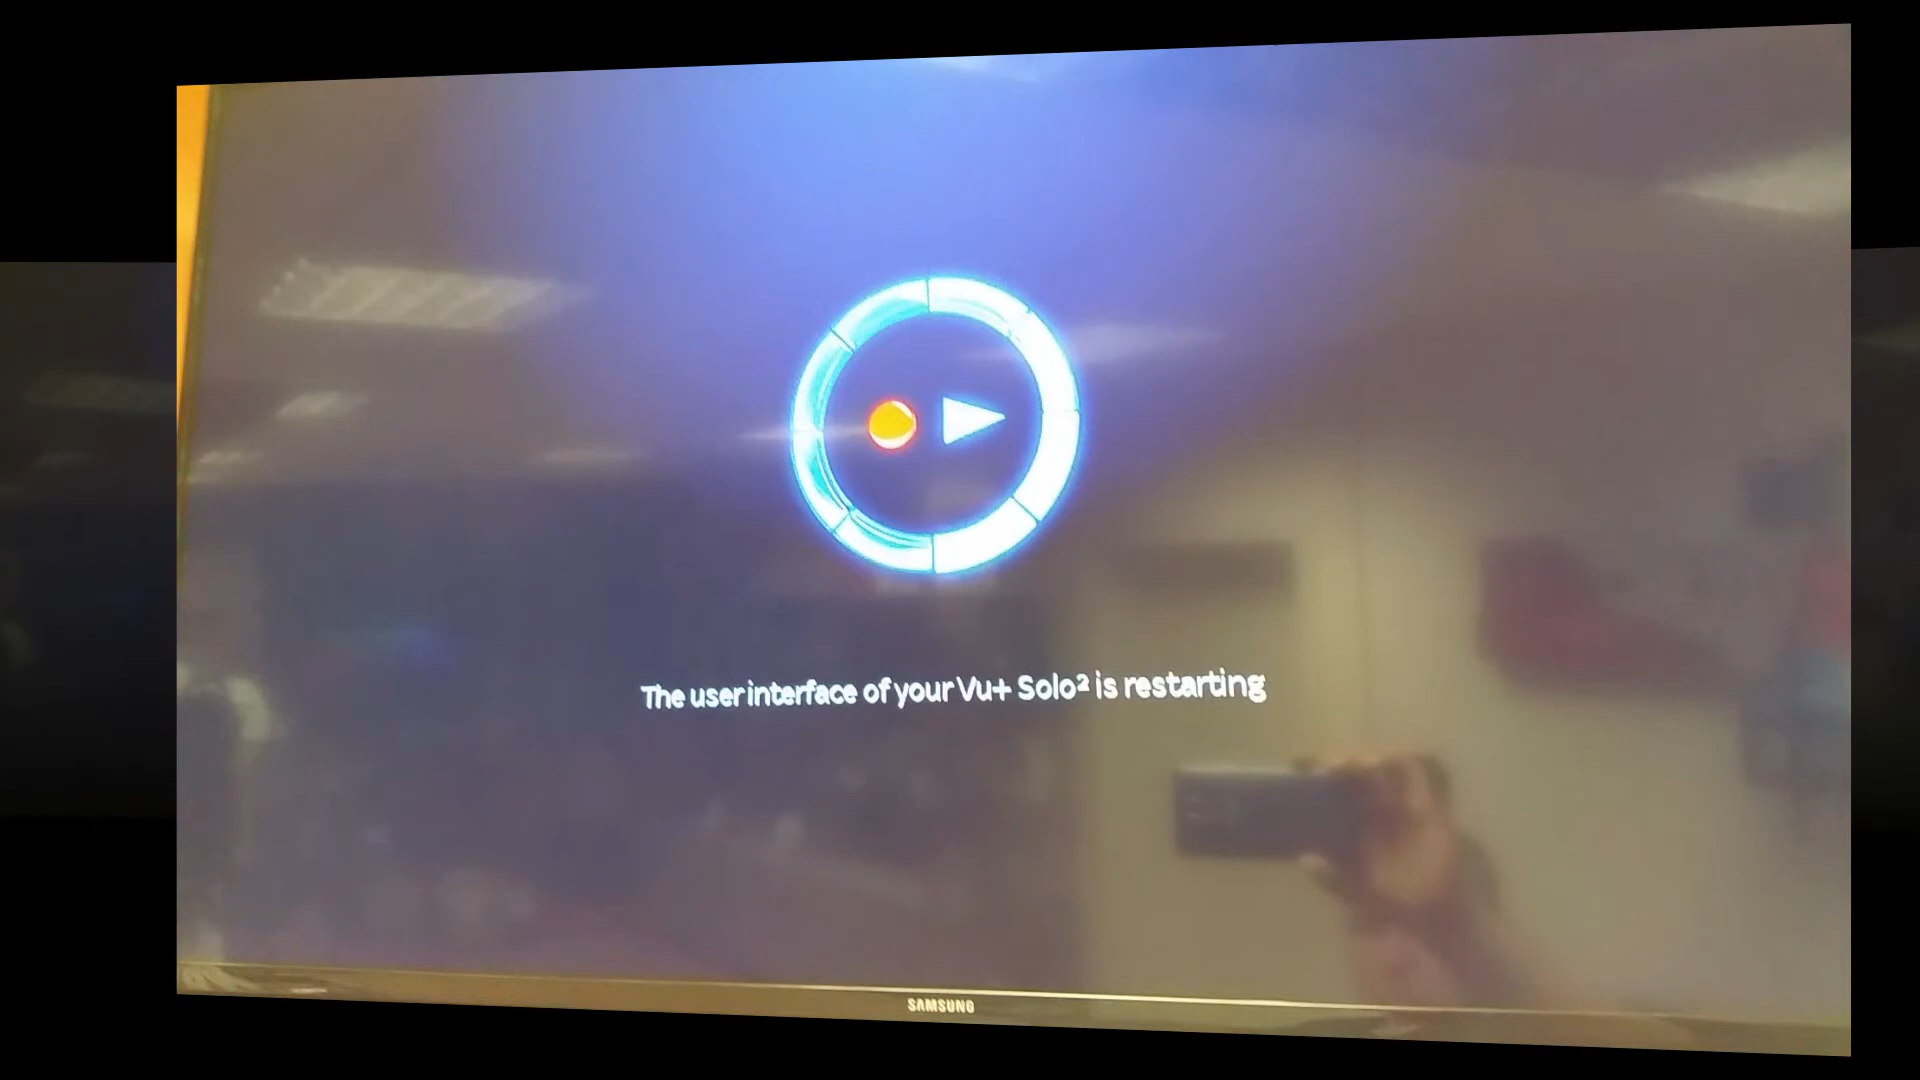 The user interface of your Vu+ Solo² is restarting
SAMSUNG